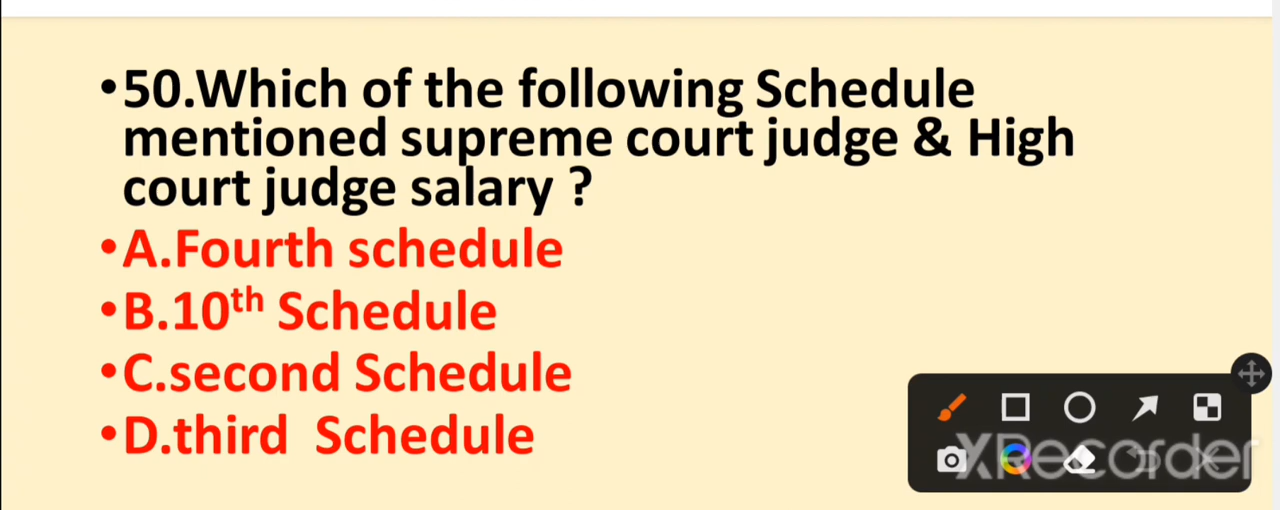 •50.Which of the following Schedule
mentioned supreme court judge & High
court judge salary ?
•A.Fourth schedule
•B.10th Schedule
•C.second Schedule
•D.third  Schedule
XRecorder